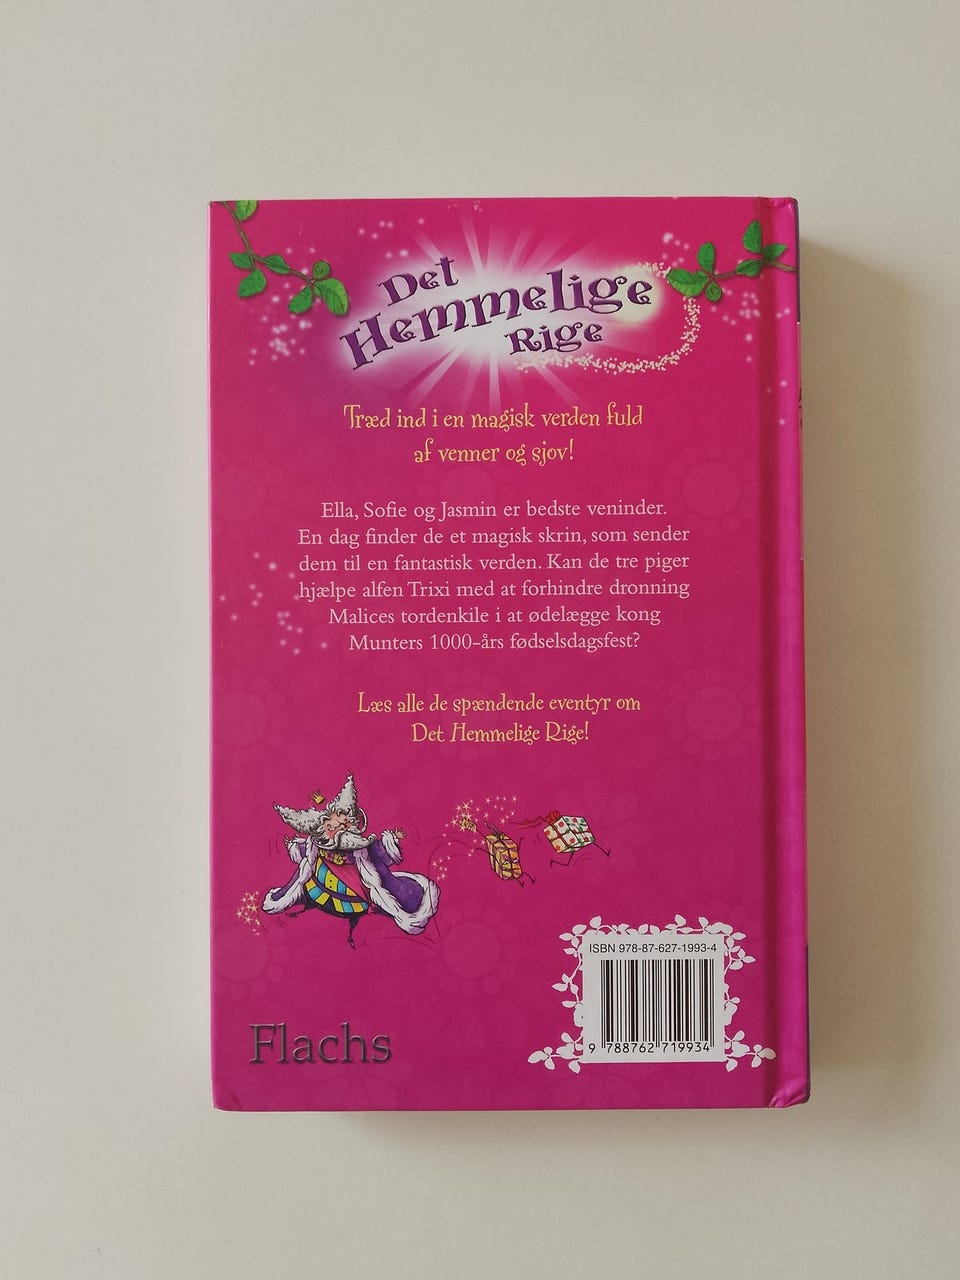 Det
Hemmelige
Rige
Træd ind i en magisk verden fuld
af venner og sjov!
Ella, Sofie og Jasmin er bedste veninder.
En dag finder de et magisk skrin, som sender
dem til en fantastisk verden. Kan de tre piger
hjælpe alfen Trixi med at forhindre dronning
Malices tordenkile i at ødelægge kong
Munters 1000-års fødselsdagsfest?
Læs alle de spændende eventyr om
Det Hemmelige Rige!
ISBN 978-87-627-1993-4
9 788762 719934
Flachs